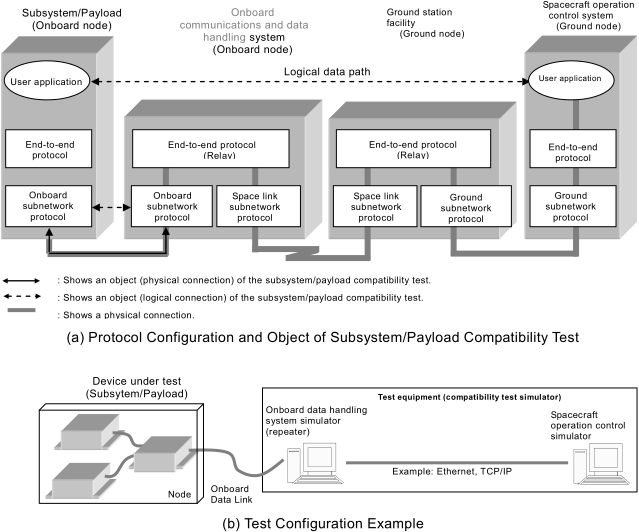 Subsystem/Payload
(Onboard node)
Onboard
communications and data
handling system
(Onboard node)
Ground station
facility
(Ground node)
Spacecraft operation
control system
(Ground node)
User application
Logical data path
User application
End-to-end
protocol
End-to-end protocol
(Relay)
End-to-end protocol
(Relay)
End-to-end
protocol
Onboard
subnetwork
protocol
Onboard
subnetwork
protocol
Space link
subnetwork
protocol
Space link
subnetwork
protocol
Ground
subnetwork
protocol
Ground
subnetwork
protocol
: Shows an object (physical connection) of the subsystem/payload compatibility test.
: Shows an object (logical connection) of the subsystem/payload compatibility test.
: Shows a physical connection.
(a) Protocol Configuration and Object of Subsystem/Payload Compatibility Test
Device under test
(Subsytem/Payload)
Node
Onboard
Data Link
Test equipment (compatibility test simulator)
Onboard data handling
system simulator
(repeater)
Spacecraft
operation control
simulator
Example: Ethernet, TCP/IP
(b) Test Configuration Example